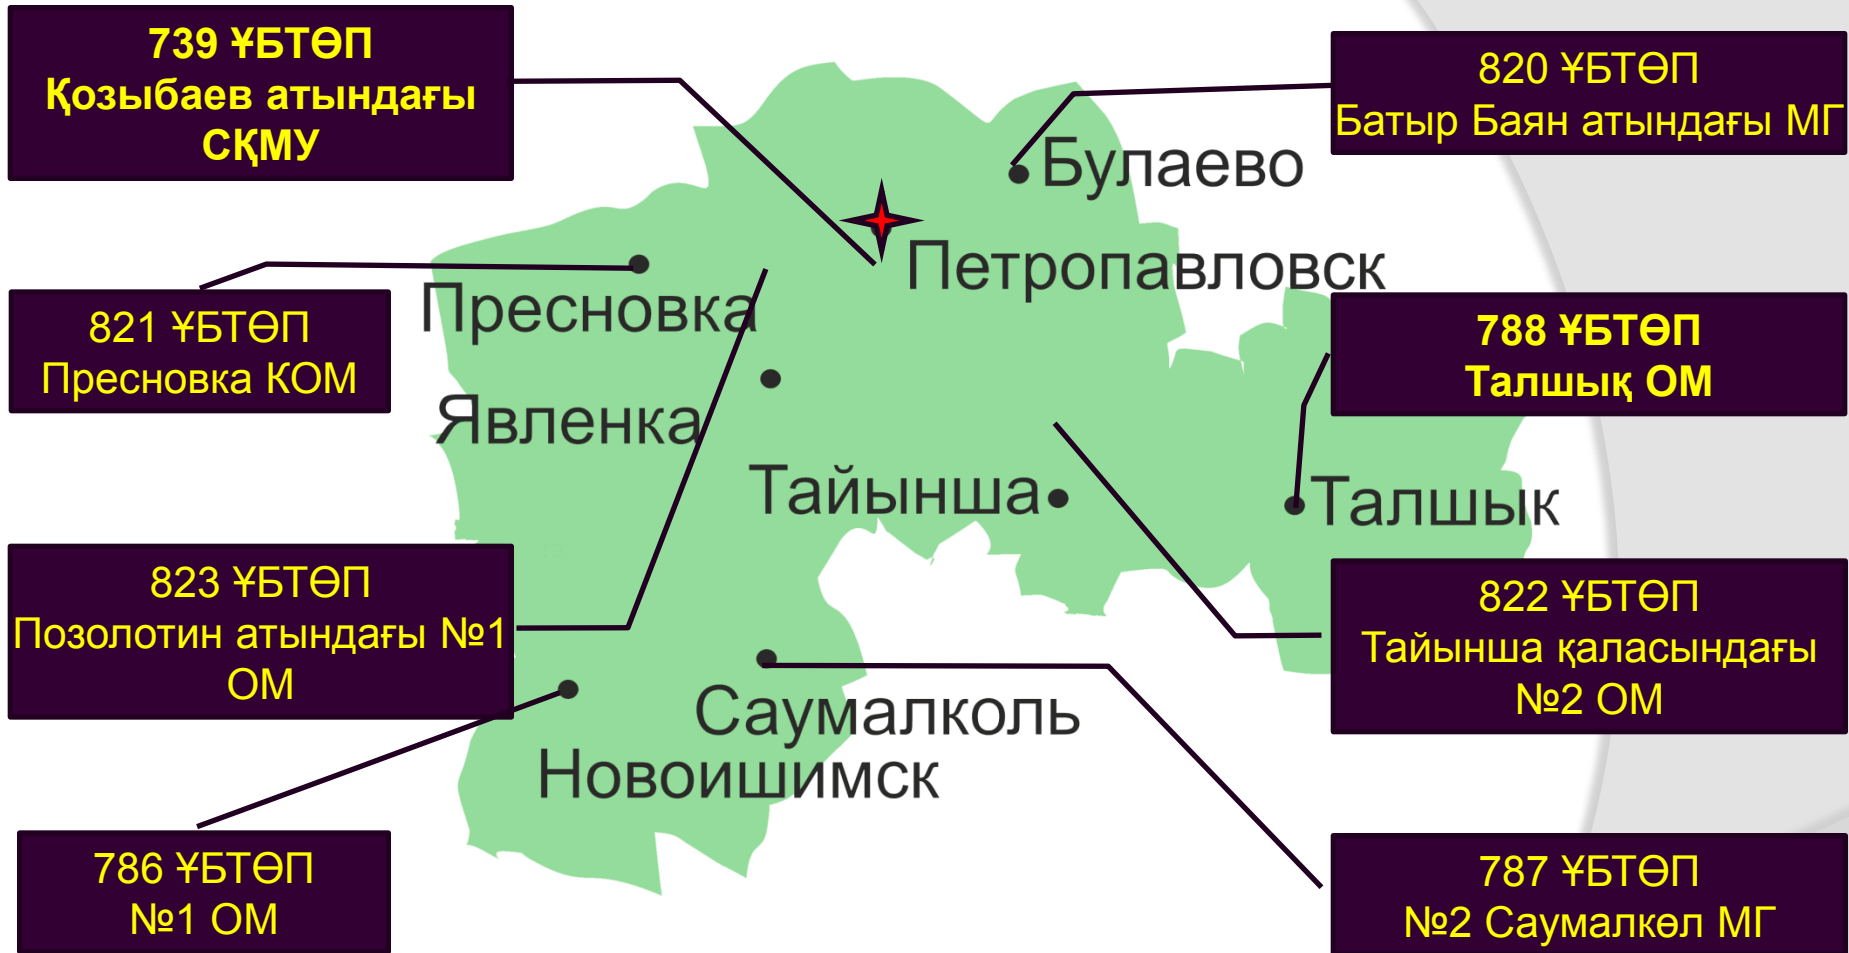 739 ҰБТӨП
Қозыбаев атындағы
СҚМУ
820 ҰБТӨП
Батыр Баян атындағы МГ
Булаево
Петропавловск
Пресновка
821 ҰБТӨП
Пресновка КОМ
788 ҰБТӨП
Талшық ОМ
Явленка
Тайынша
Талшык
823 ҰБТӨП
Позолотин атындағы №1
ОМ
822 ҰБТӨП
Тайынша қаласындағы
№2 ОМ
Саумалколь
Новоишимск
786 ҰБТӨП
№1 ОМ
787 ҰБТӨП
№2 Саумалкөл МГ